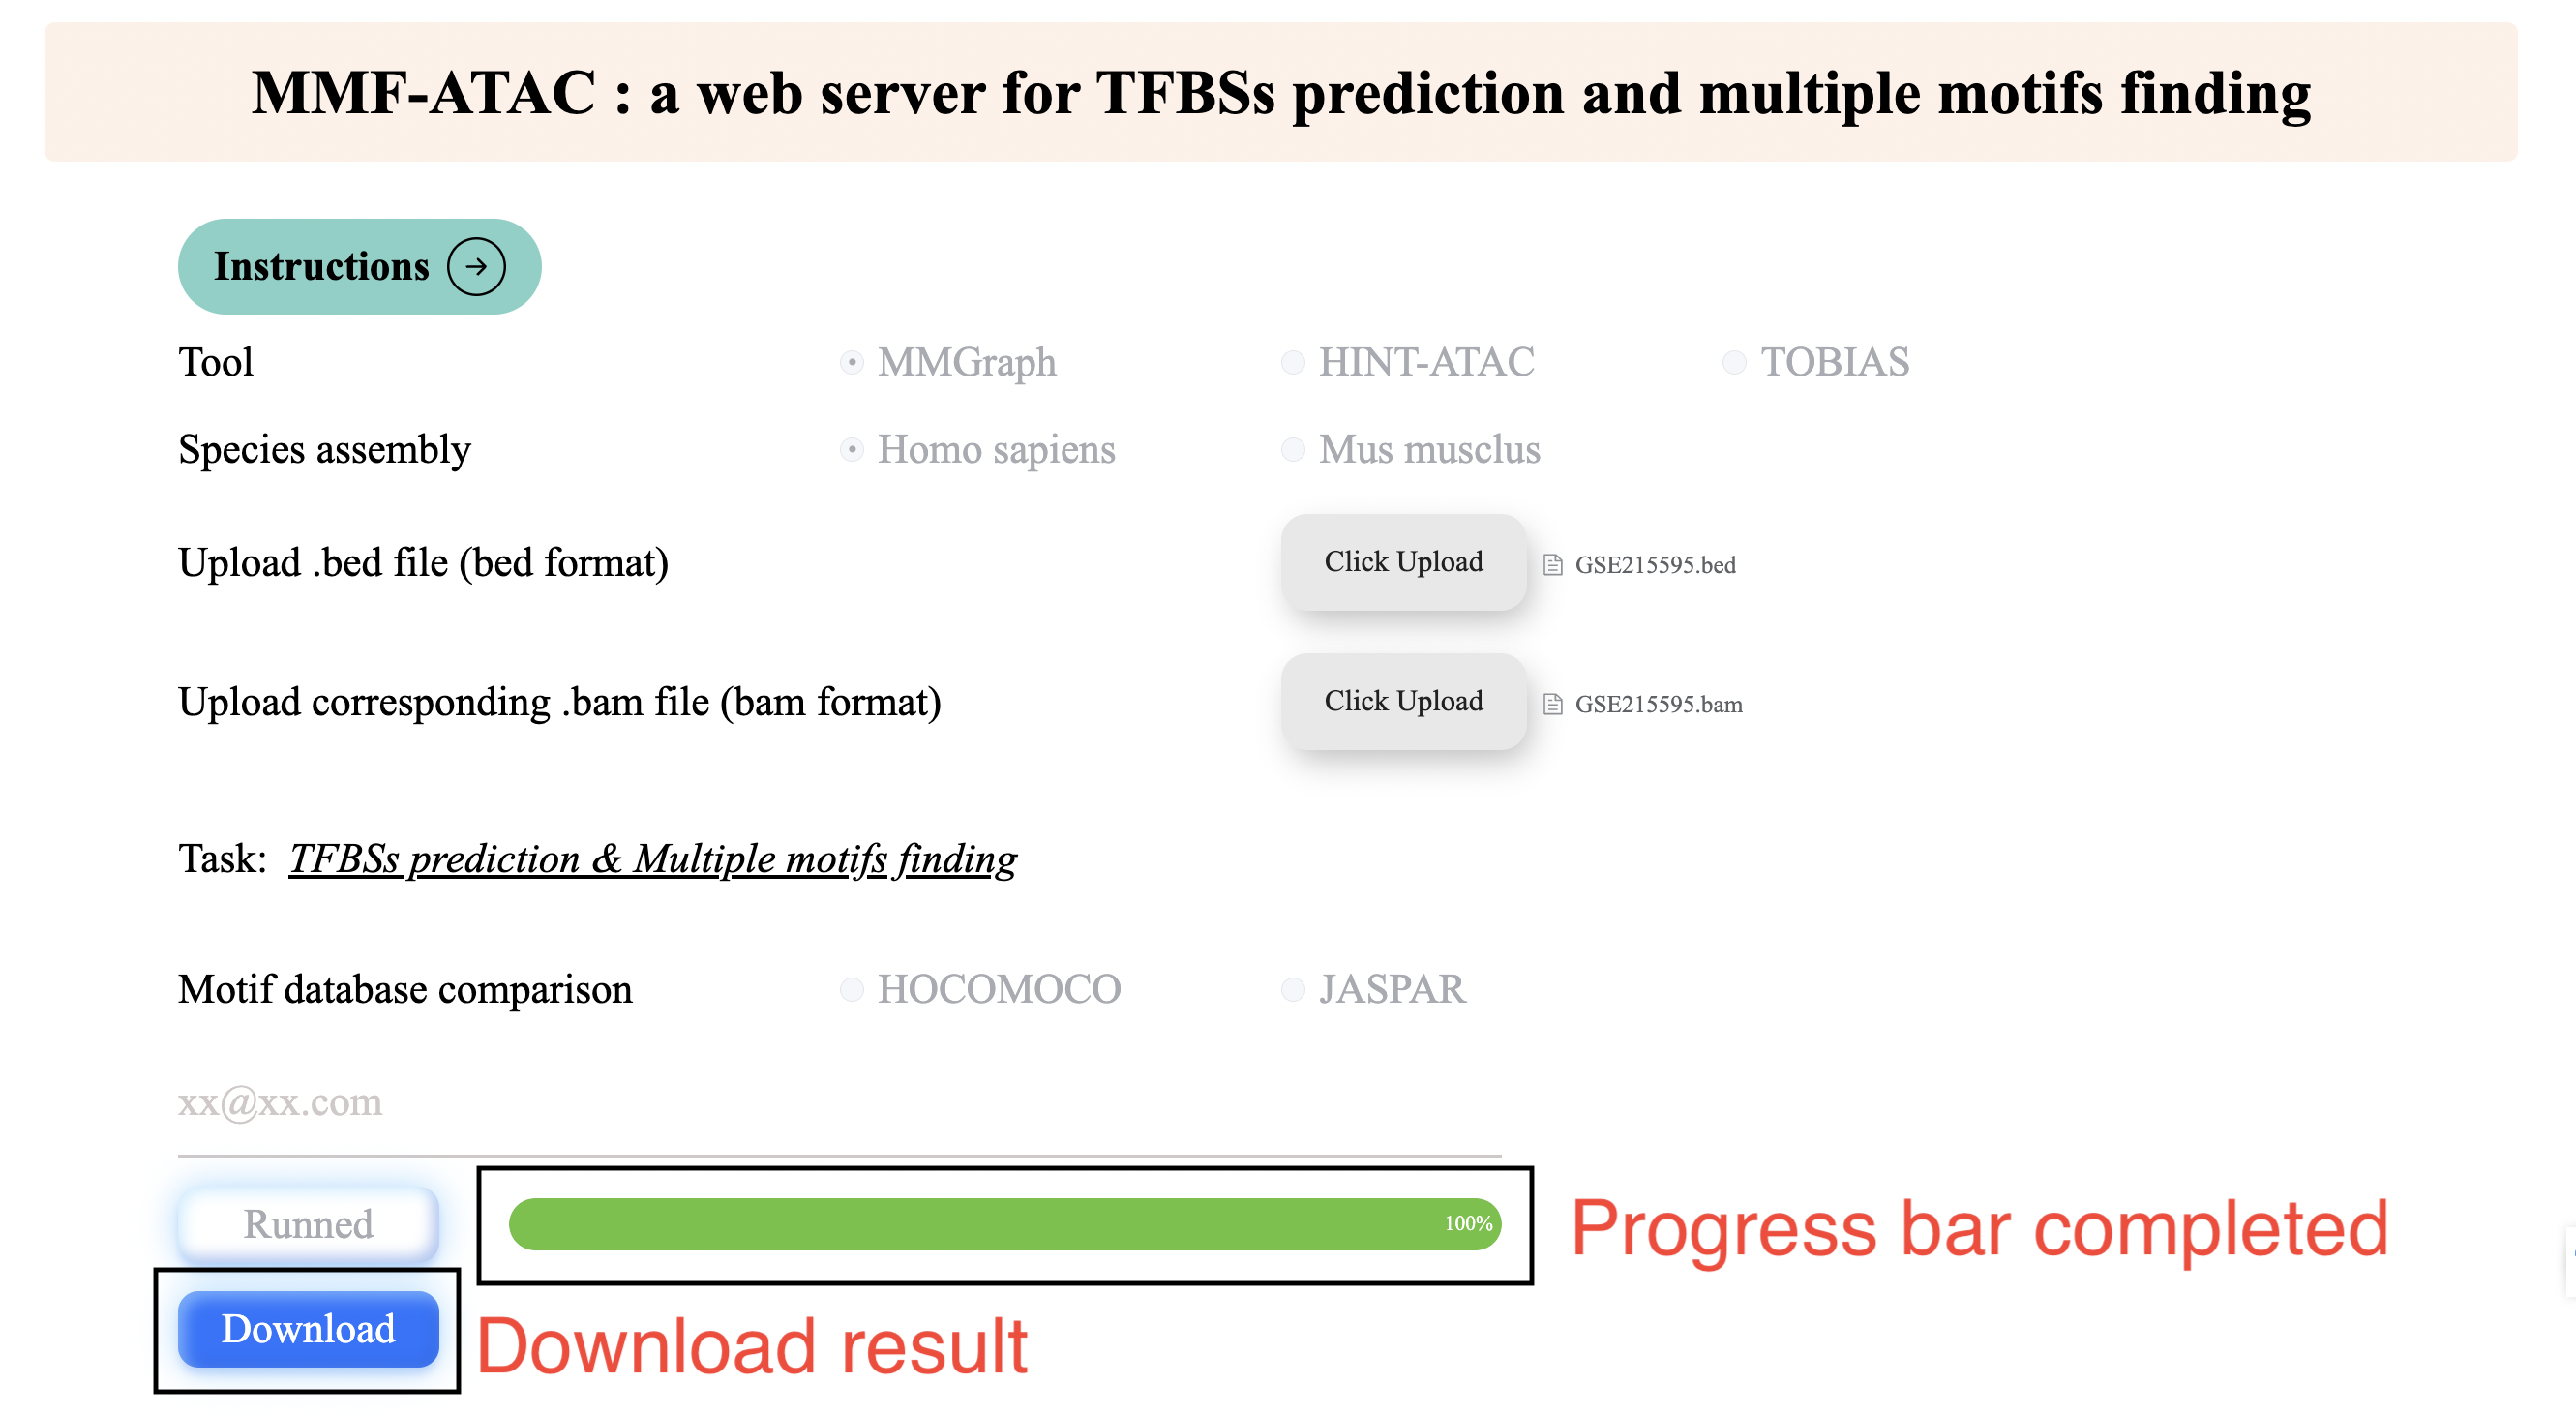 MMF-ATAC : a web server for TFBSs prediction and multiple motifs finding
Instructions
Tool MMGraph HINT-ATAC TOBIAS
Species assembly Homo sapiens Mus musclus
Upload .bed file (bed format) Click Upload GSE215595.bed
Upload corresponding .bam file (bam format) Click Upload GSE215595.bam
Task: TFBSs prediction & Multiple motifs finding
Motif database comparison HOCOMOCO JASPAR
xx@xx.com
Runned 100% Progress bar completed
Download Download result